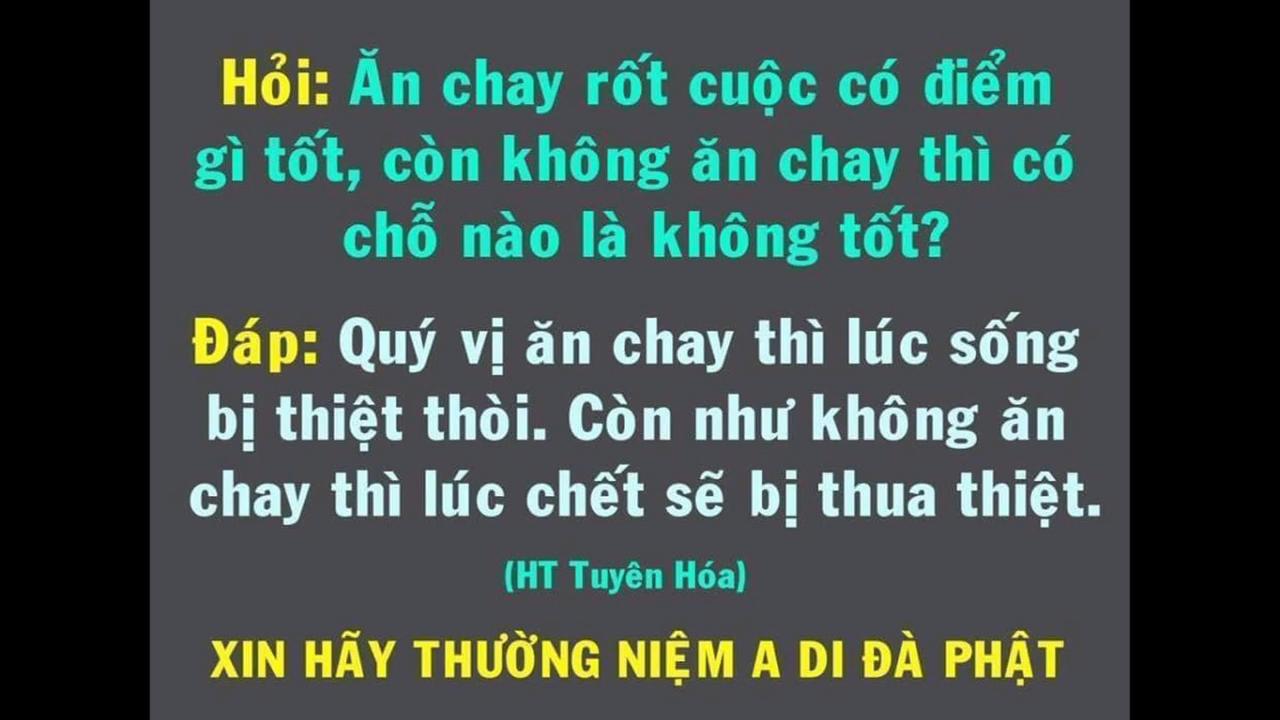 Hỏi: Ăn chay rốt cuộc có điểm
gì tốt, còn không ăn chay thì có
chỗ nào là không tốt?
Đáp: Quý vị ăn chay thì lúc sống
bị thiệt thòi. Còn như không ăn
chay thì lúc chết sẽ bị thua thiệt.
(HT Tuyên Hóa)
XIN HÃY THƯỜNG NIỆM A DI ĐÀ PHẬT